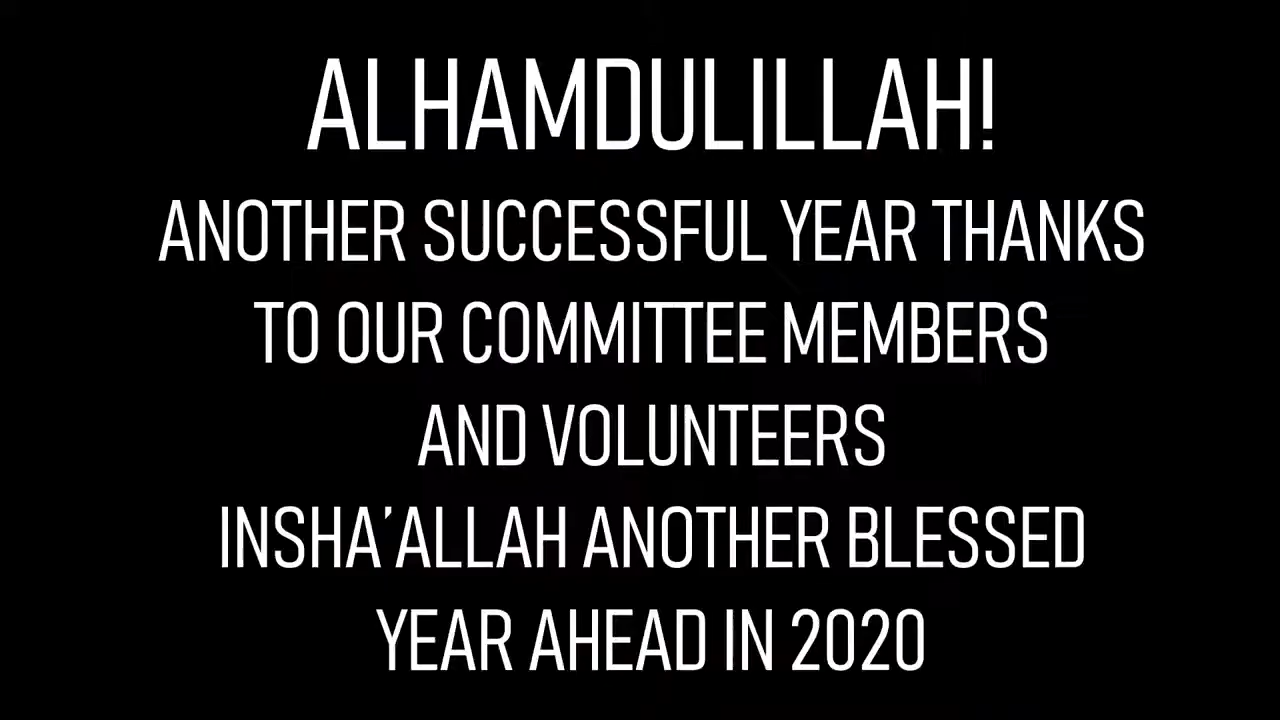 ALHAMDULILLAH!
ANOTHER SUCCESSFUL YEAR THANKS
TO OUR COMMITTEE MEMBERS
AND VOLUNTEERS
INSHA'ALLAH ANOTHER BLESSED
YEAR AHEAD IN 2020